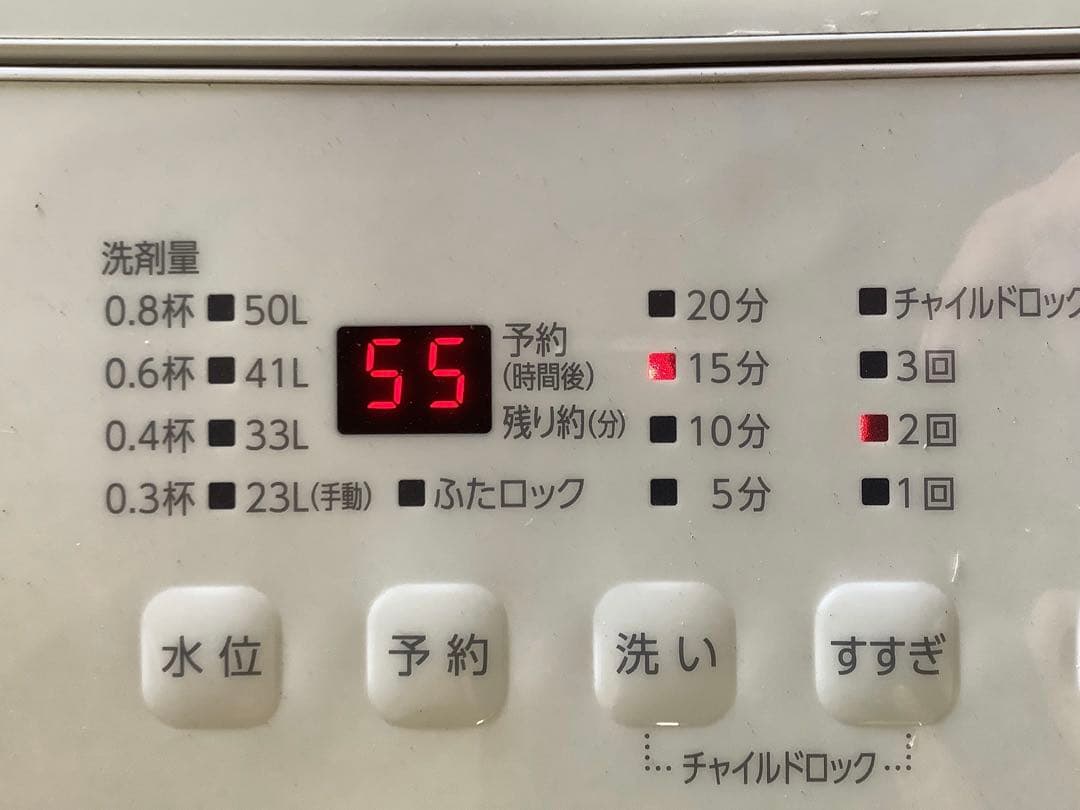 洗剤量
0.8杯 50L
0.6杯 41L
0.4杯 33L
0.3杯 23L(手動)
55
予約
(時間後)
残り約(分)
ふたロック
20分
15分
10分
5分
チャイルドロック
3回
2回
1回
水位
予約
洗い
すすぎ
チャイルドロック